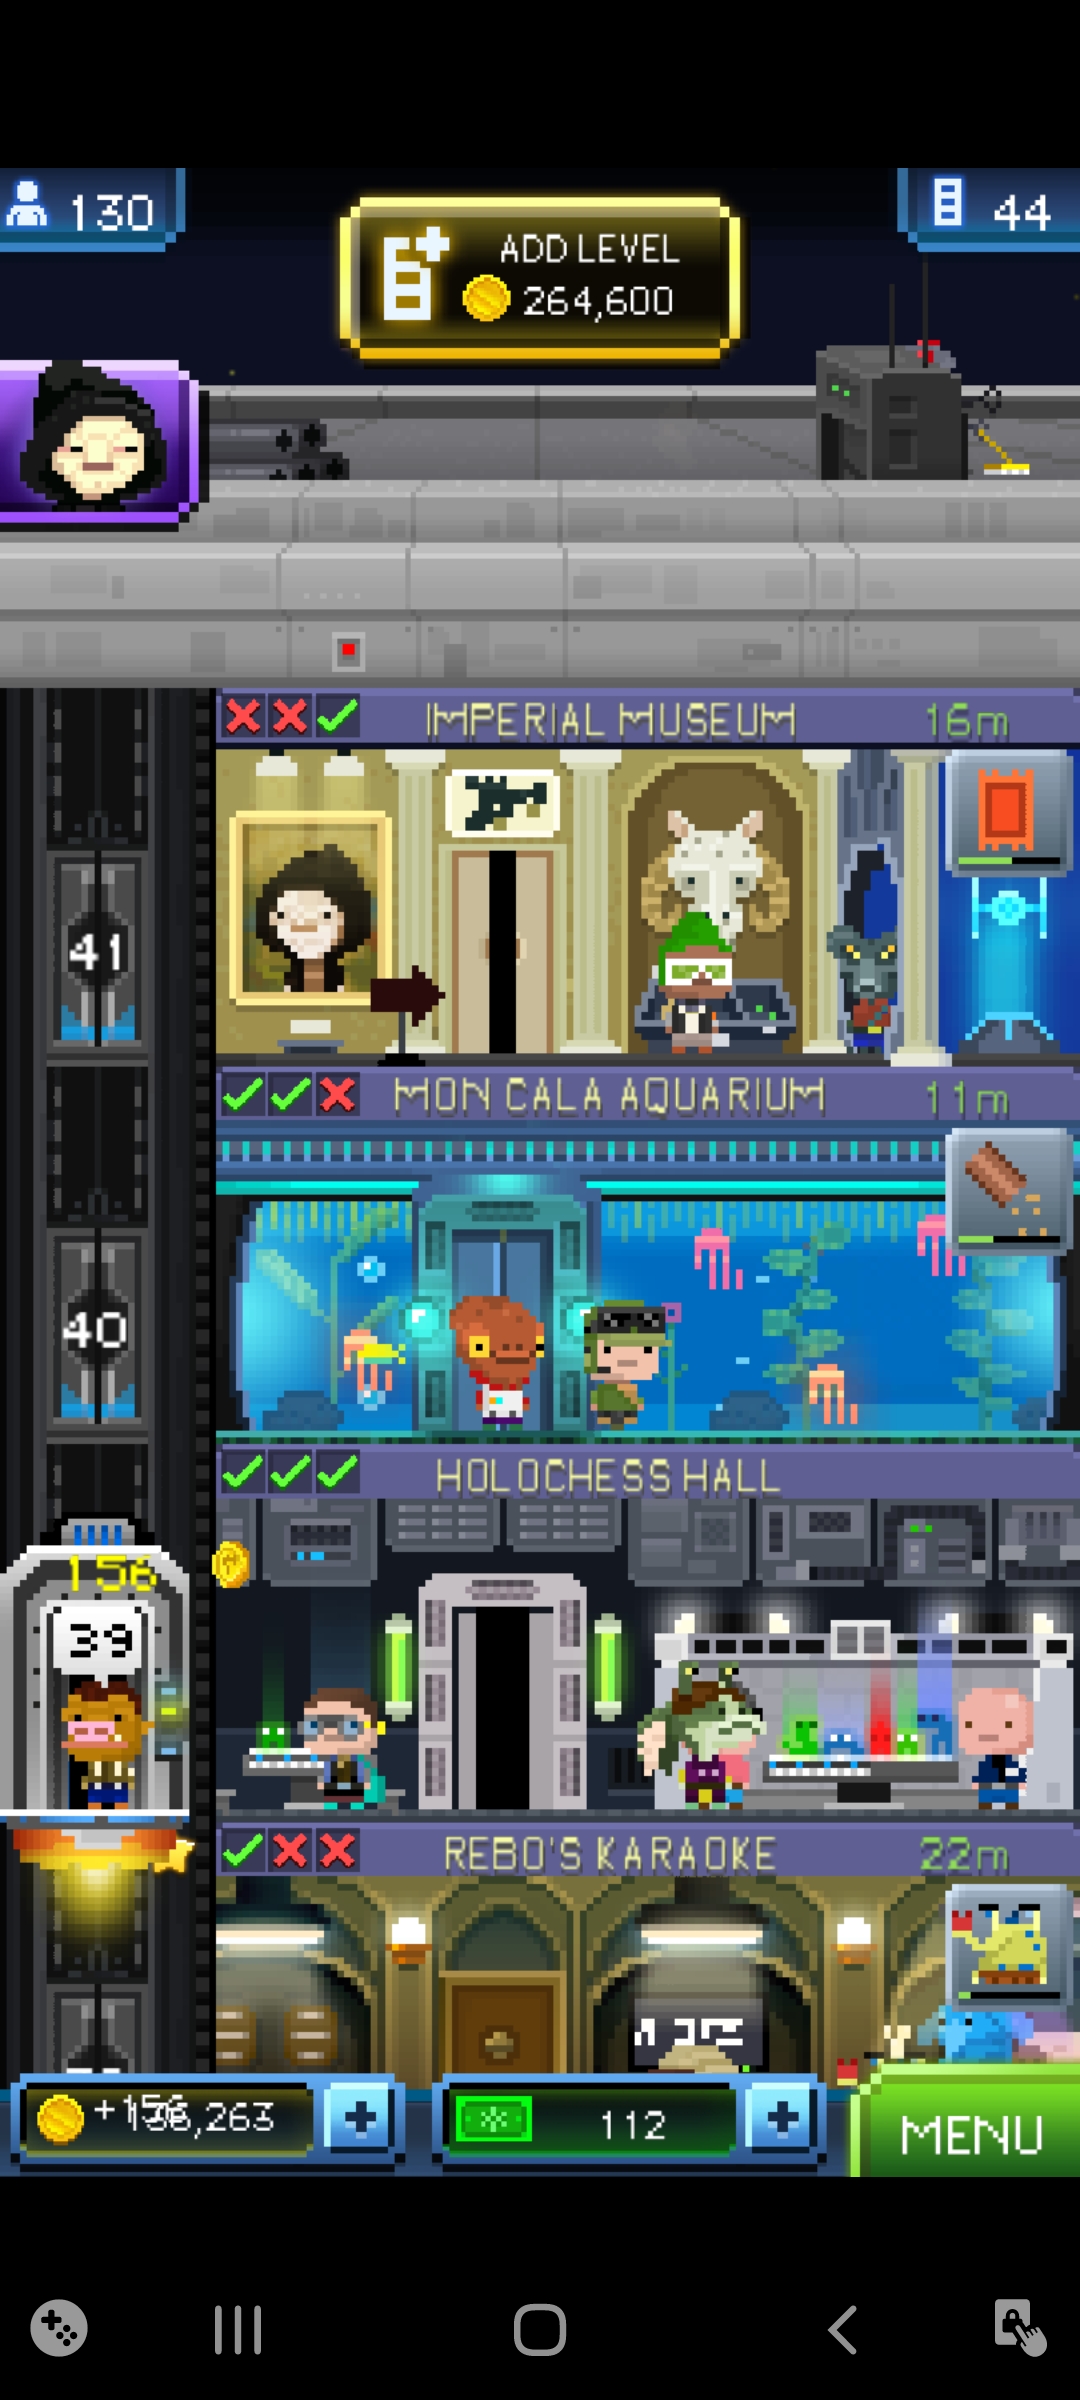 130
ADD LEVEL
264,600
44
IMPERIAL MUSEUM 16m
41
MON CALA AQUARIUM 11m
40
HOLOCHESS HALL
156
39
REBO'S KARAOKE 22m
+156
112
MENU